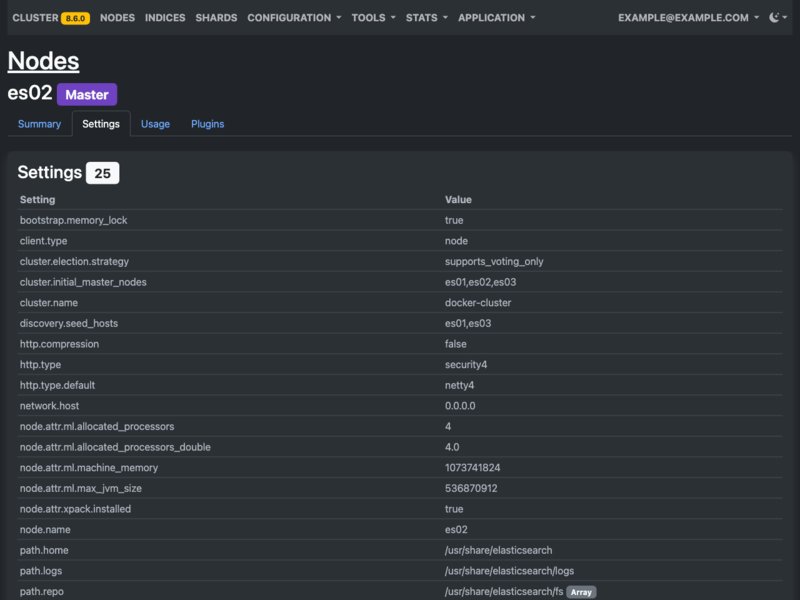 CLUSTER 8.6.0 NODES INDICES SHARDS CONFIGURATION TOOLS STATS APPLICATION EXAMPLE@EXAMPLE.COM
Nodes
es02 Master
Summary Settings Usage Plugins
Settings 25
Setting Value
bootstrap.memory_lock true
client.type node
cluster.election.strategy supports_voting_only
cluster.initial_master_nodes es01,es02,es03
cluster.name docker-cluster
discovery.seed_hosts es01,es03
http.compression false
http.type security4
http.type.default netty4
network.host 0.0.0.0
node.attr.ml.allocated_processors 4
node.attr.ml.allocated_processors_double 4.0
node.attr.ml.machine_memory 1073741824
node.attr.ml.max_jvm_size 536870912
node.attr.xpack.installed true
node.name es02
path.home /usr/share/elasticsearch
path.logs /usr/share/elasticsearch/logs
path.repo /usr/share/elasticsearch/fs Array